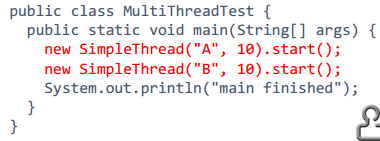 public class MultiThreadTest {
  public static void main(String[] args) {
    new SimpleThread("A", 10).start();
    new SimpleThread("B", 10).start();
    System.out.println("main finished");
  }
}